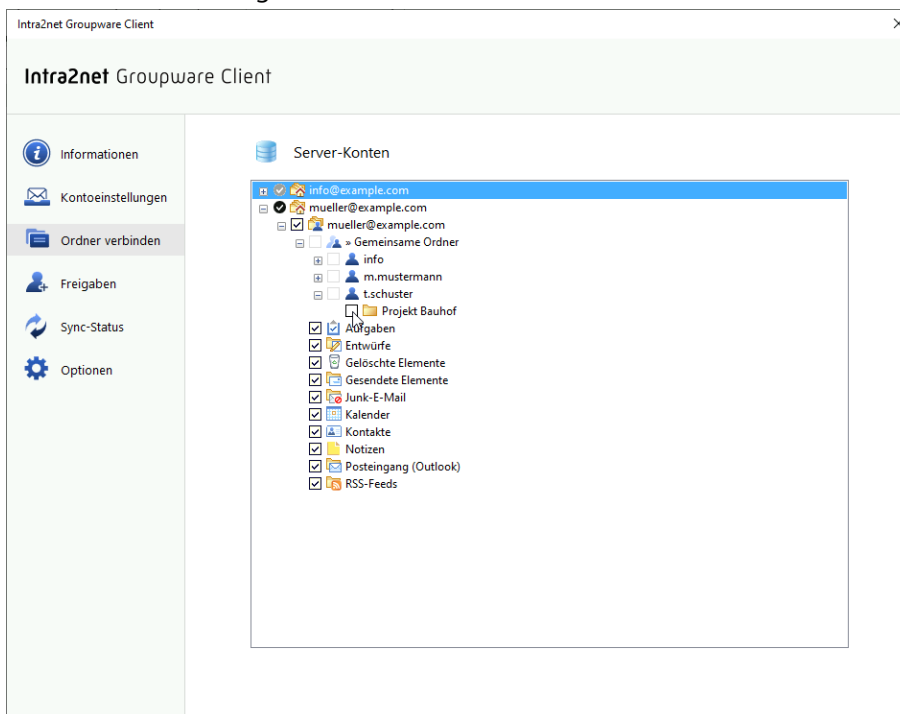 Intra2net Groupware Client
Intra2net Groupware Client
Informationen
Kontoeinstellungen
Ordner verbinden
Freigaben
Sync-Status
Optionen
Server-Konten
info@example.com
mueller@example.com
mueller@example.com
» Gemeinsame Ordner
info
m.mustermann
t.schuster
Projekt Bauhof
Aufgaben
Entwürfe
Gelöschte Elemente
Gesendete Elemente
Junk-E-Mail
Kalender
Kontakte
Notizen
Posteingang (Outlook)
RSS-Feeds